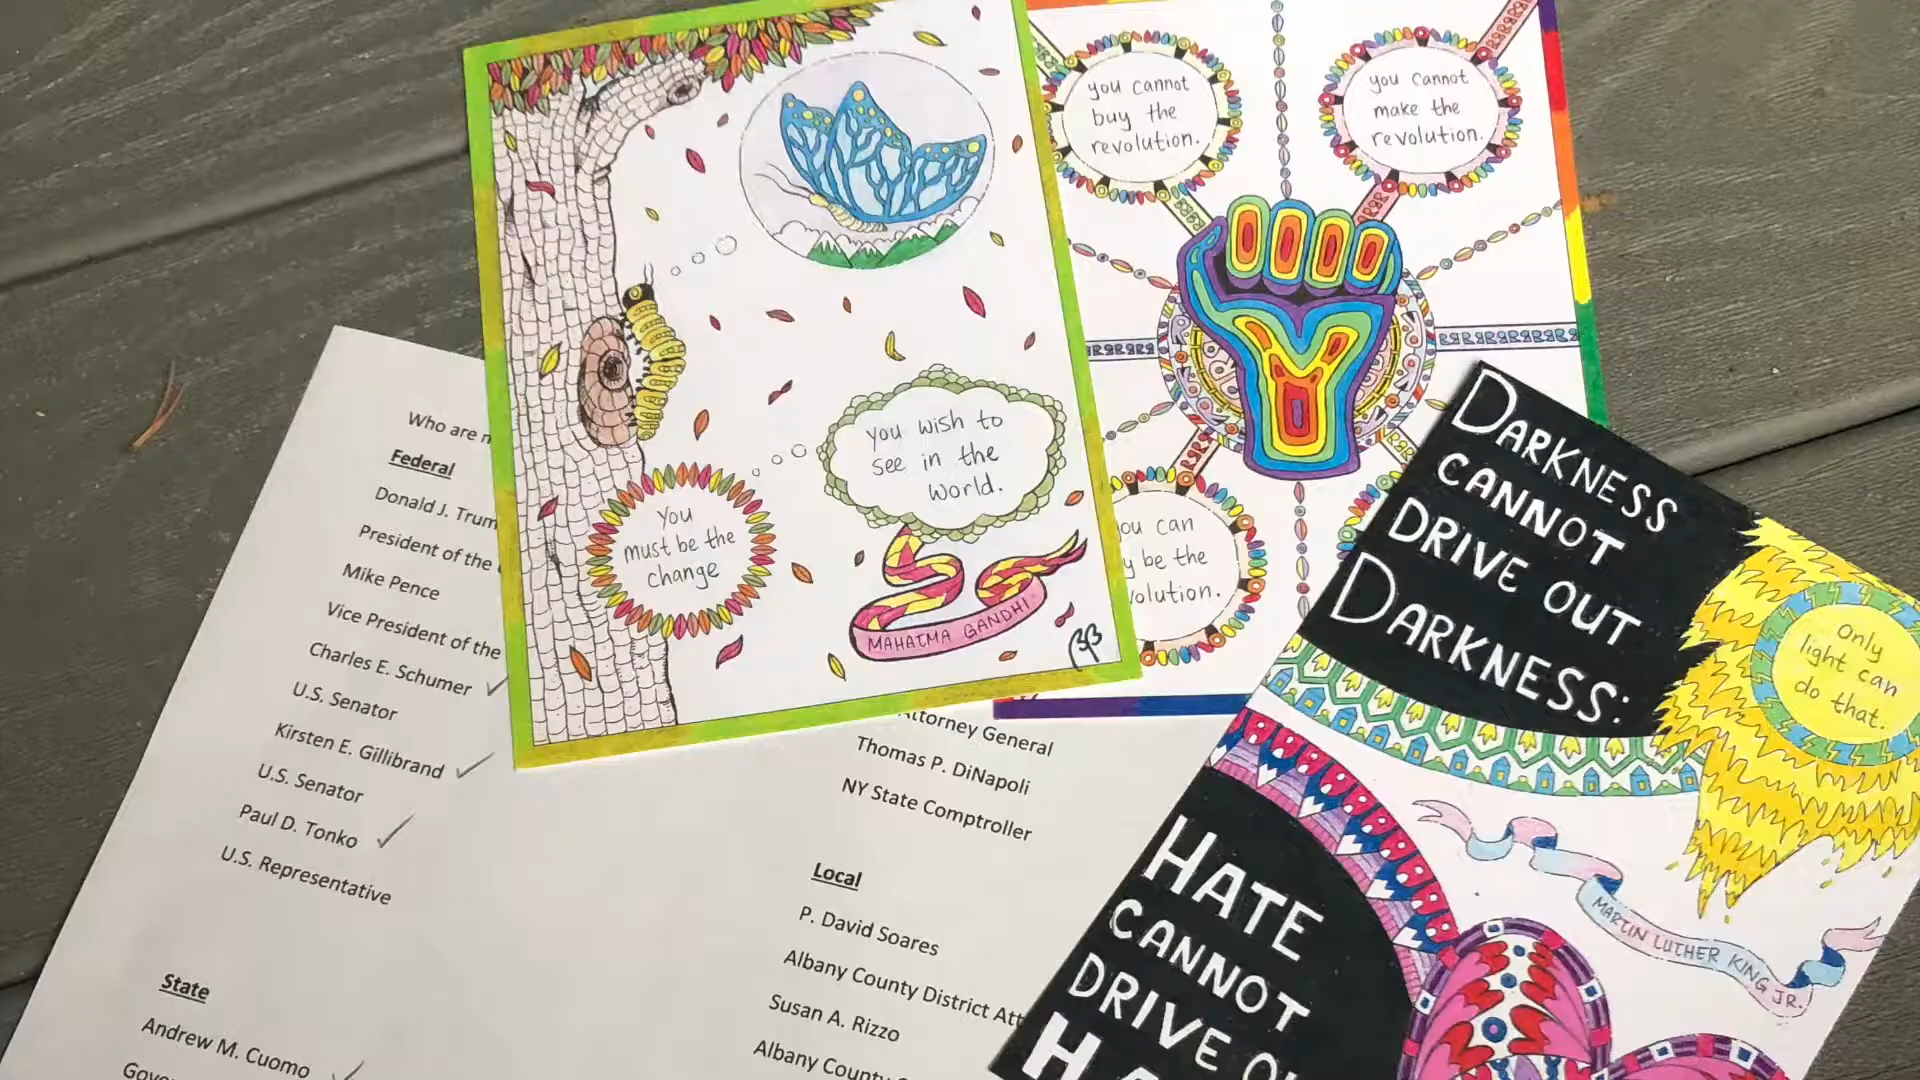 you cannot
buy the
revolution.
you cannot
make the
revolution.
you can
be the
You
must be the
change
you wish to
see in the
world.
MAHATMA GANDHI
BB
DARKNESS
CANNOT
DRIVE OUT
DARKNESS:
Only
light can
do that.
HATE
CANNOT
DRIVE
MARTIN LUTHER KING JR.
Who are
Federal
Donald J.
President of the
Mike Pence
Vice President of the
Charles E. Schumer
U.S. Senator
Kirsten E. Gillibrand
U.S. Senator
Paul D. Tonko
U.S. Representative
State
Andrew M. Cuomo
Attorney General
Thomas P. DiNapoli
NY State Comptroller
Local
P. David Soares
Albany County District
Susan A. Rizzo
Albany County